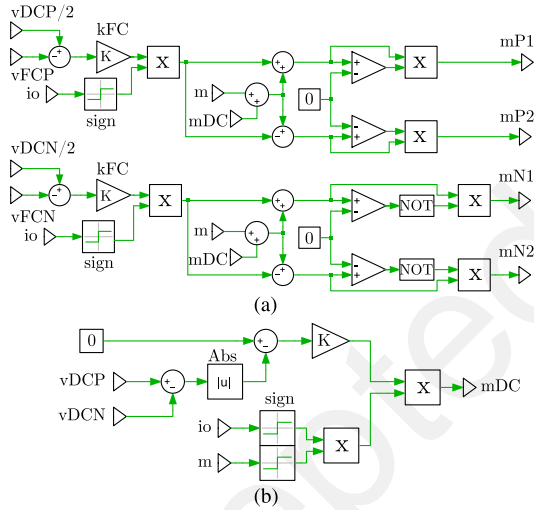 vDCP/2
kFC
mP1
vFCP
K
X
X
io
m
0
sign
mDC
mP2
X
vDCN/2
kFC
mN1
K
X
NOT
X
vFCN
io
m
0
sign
mDC
NOT
X
mN2
(a)
0
K
Abs
vDCP
|u|
X
mDC
vDCN
sign
io
X
m
(b)